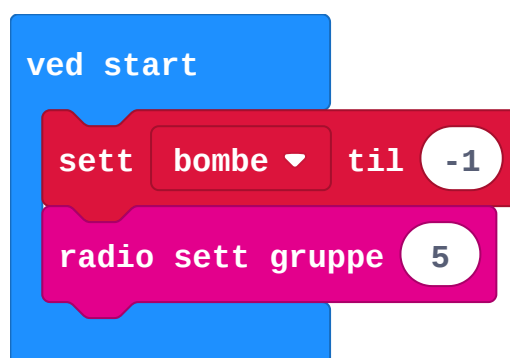 ved start
sett bombe til -1
radio sett gruppe 5